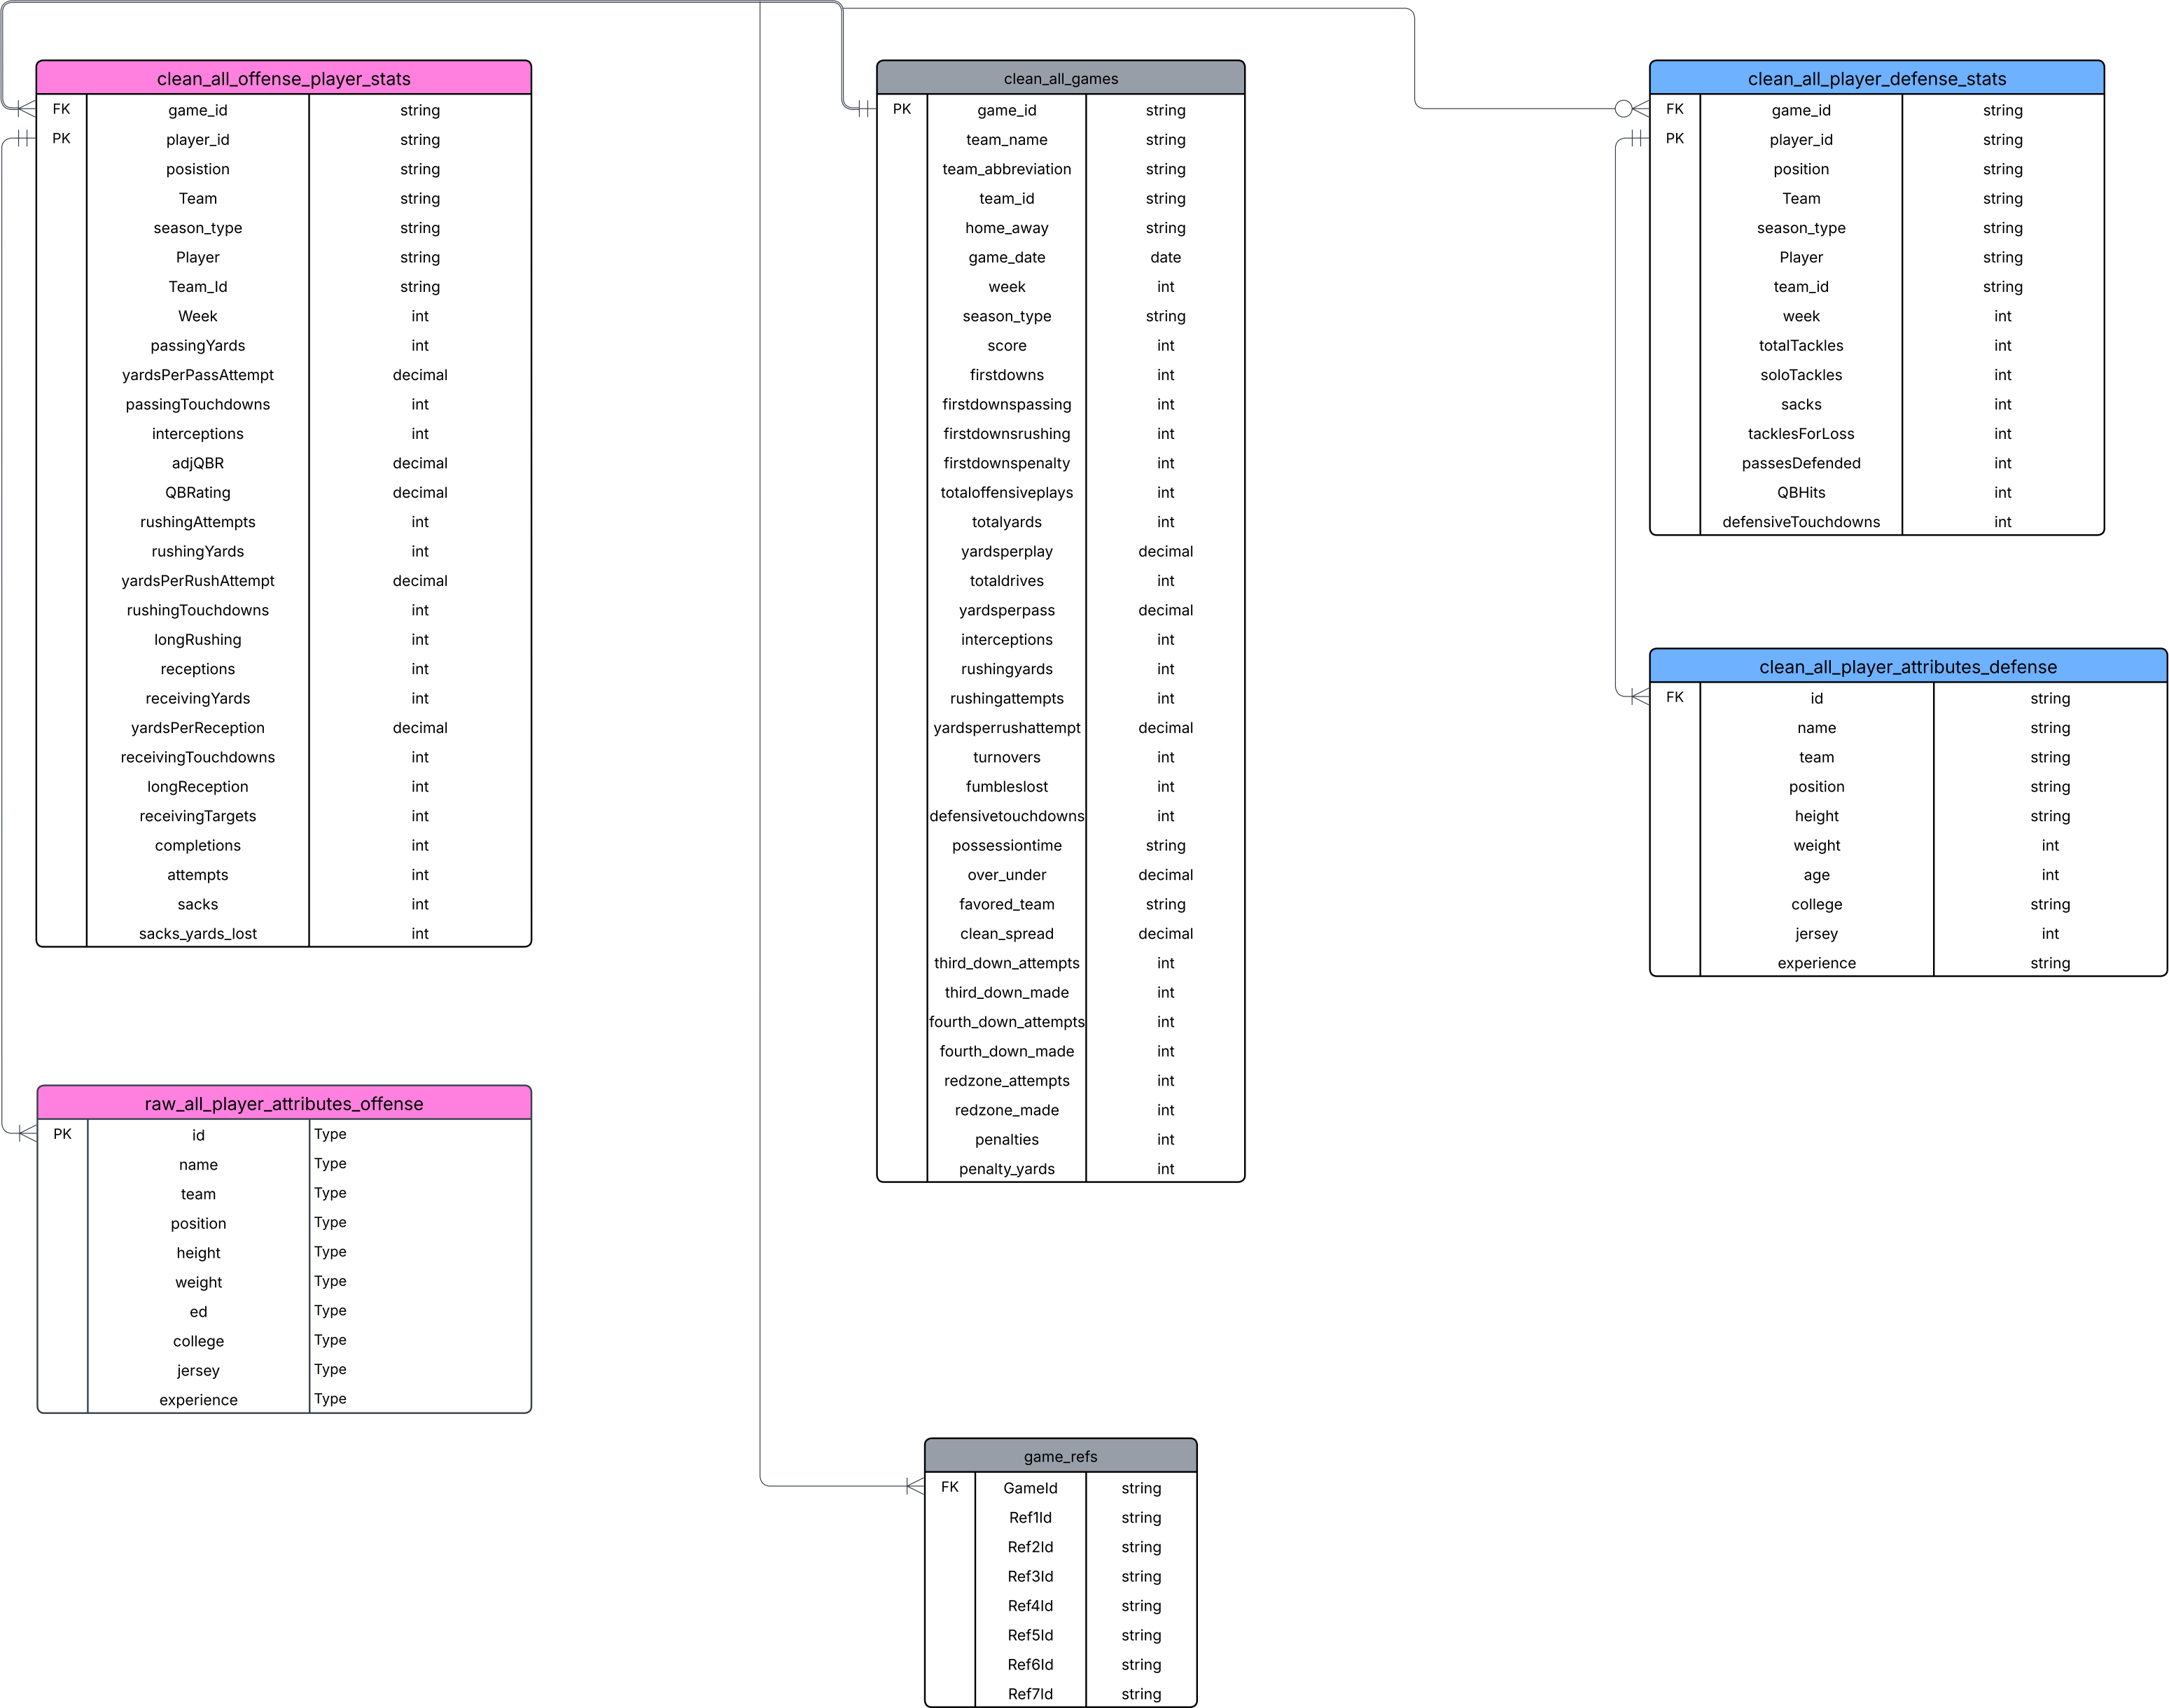 clean_all_offense_player_stats
FK game_id string
PK player_id string
posistion string
Team string
season_type string
Player string
Team_Id string
Week int
passingYards int
yardsPerPassAttempt decimal
passingTouchdowns int
interceptions int
adjQBR decimal
QBRating decimal
rushingAttempts int
rushingYards int
yardsPerRushAttempt decimal
rushingTouchdowns int
longRushing int
receptions int
receivingYards int
yardsPerReception decimal
receivingTouchdowns int
longReception int
receivingTargets int
completions int
attempts int
sacks int
sacks_yards_lost int
raw_all_player_attributes_offense
PK id Type
name Type
team Type
position Type
height Type
weight Type
ed Type
college Type
jersey Type
experience Type
clean_all_games
PK game_id string
team_name string
team_abbreviation string
team_id string
home_away string
game_date date
week int
season_type string
score int
firstdowns int
firstdownspassing int
firstdownsrushing int
firstdownspenalty int
totaloffensiveplays int
totalyards int
yardsperplay decimal
totaldrives int
yardsperpass decimal
interceptions int
rushingyards int
rushingattempts int
yardsperrushattempt decimal
turnovers int
fumbleslost int
defensivetouchdowns int
possessiontime string
over_under decimal
favored_team string
clean_spread decimal
third_down_attempts int
third_down_made int
fourth_down_attempts int
fourth_down_made int
redzone_attempts int
redzone_made int
penalties int
penalty_yards int
game_refs
FK GameId string
Ref1Id string
Ref2Id string
Ref3Id string
Ref4Id string
Ref5Id string
Ref6Id string
Ref7Id string
clean_all_player_defense_stats
FK game_id string
PK player_id string
position string
Team string
season_type string
Player string
team_id string
week int
totalTackles int
soloTackles int
sacks int
tacklesForLoss int
passesDefended int
QBHits int
defensiveTouchdowns int
clean_all_player_attributes_defense
FK id string
name string
team string
position string
height string
weight int
age int
college string
jersey int
experience string